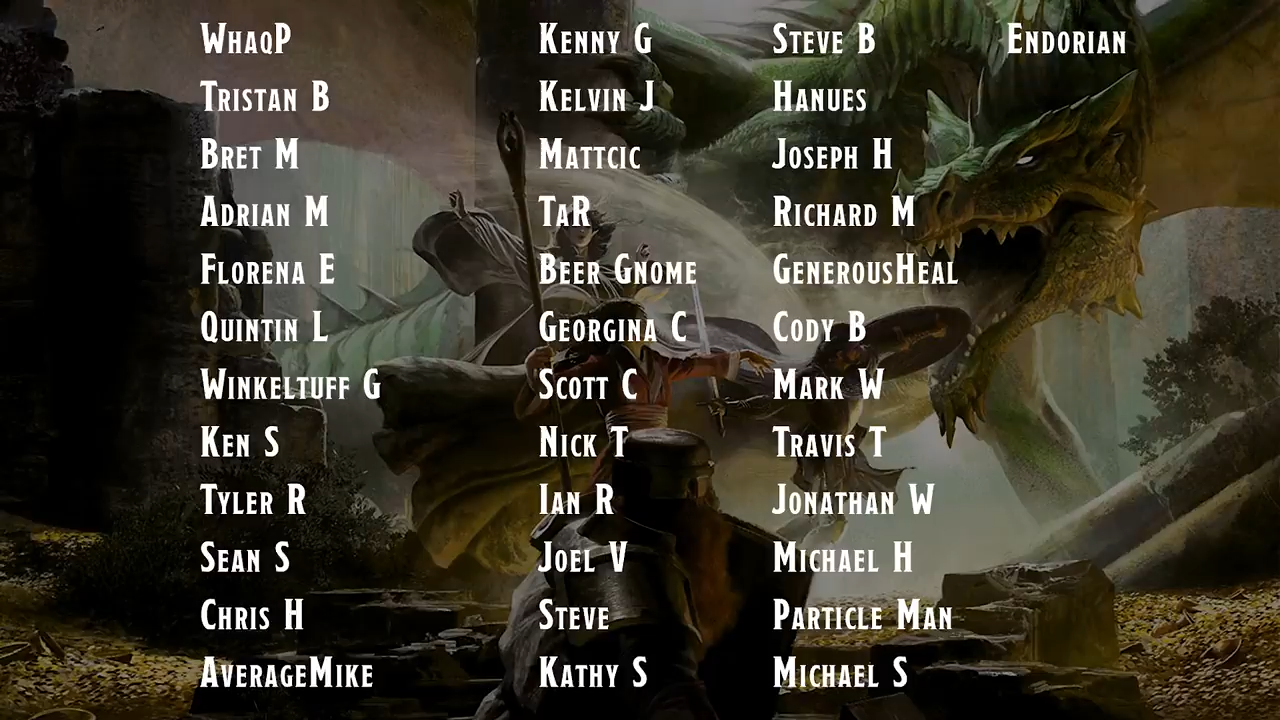 WhaqP
Tristan B
Bret M
Adrian M
Florena E
Quintin L
Winkeltuff G
Ken S
Tyler R
Sean S
Chris H
AverageMike
Kenny G
Kelvin J
Mattcic
TaR
Beer Gnome
Georgina C
Scott C
Nick T
Ian R
Joel V
Steve
Kathy S
Steve B
Hanues
Joseph H
Richard M
GenerousHeal
Cody B
Mark W
Travis T
Jonathan W
Michael H
Particle Man
Michael S
Endorian